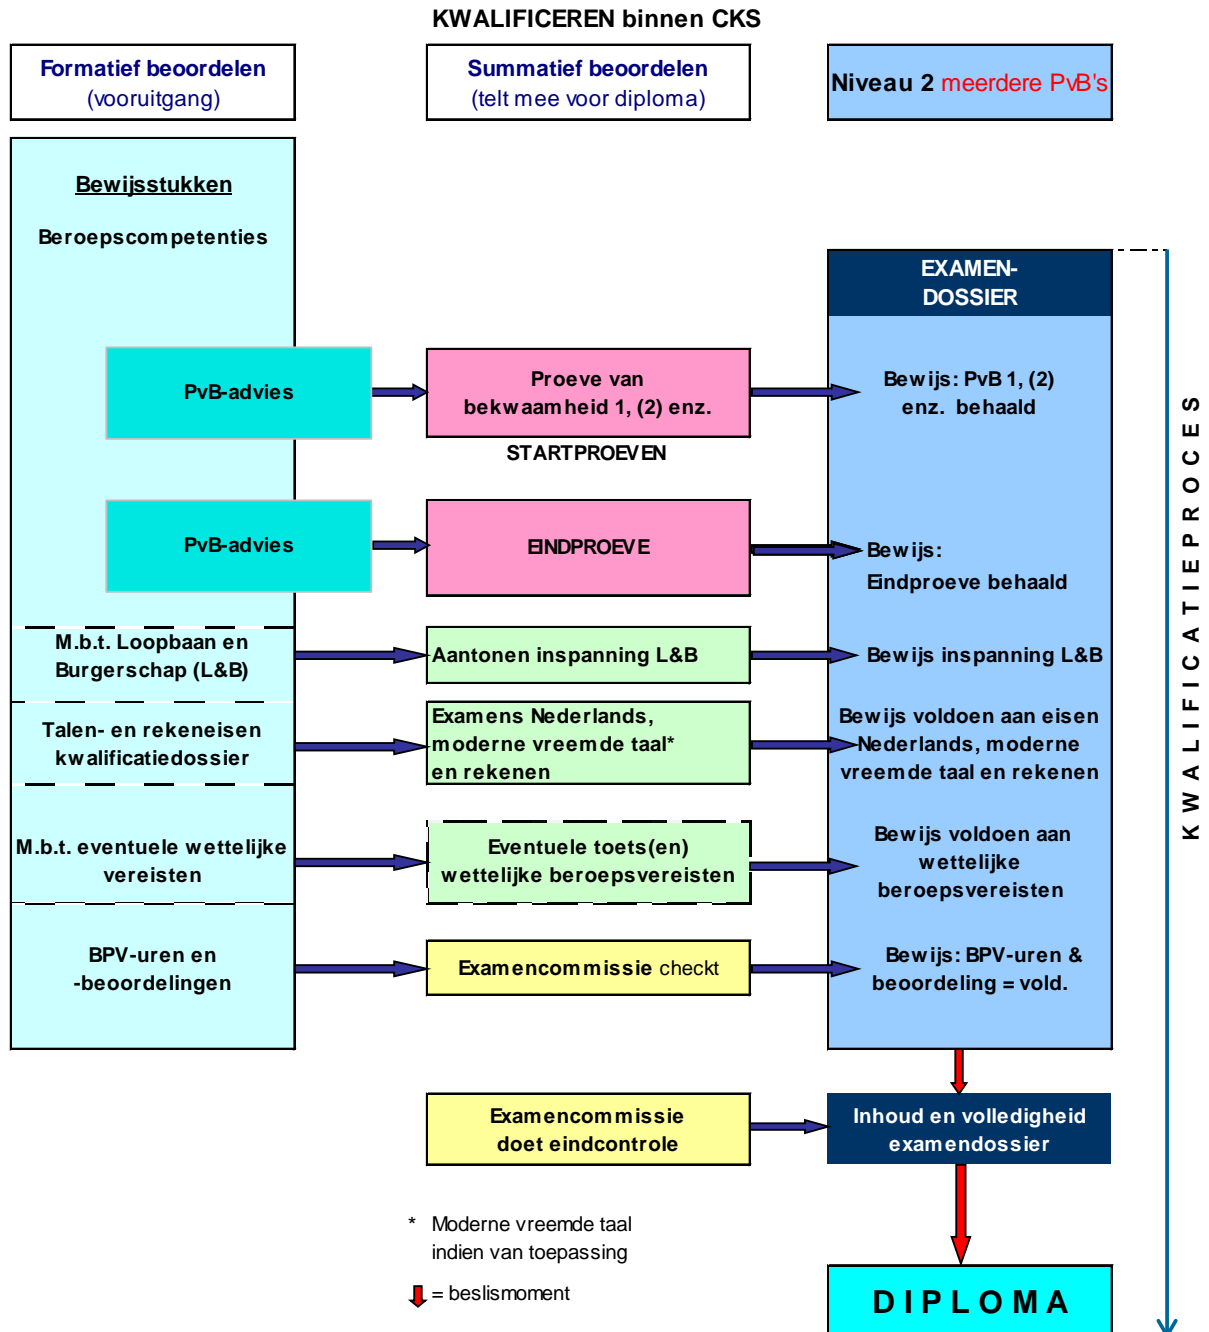 KWALIFICEREN binnen CKS
Formatief beoordelen
(vooruitgang)
Summatief beoordelen
(telt mee voor diploma)
Niveau 2 meerdere PvB's
Bewijsstukken
Beroepscompetenties
EXAMEN-
DOSSIER
PvB-advies
Proeve van
bekwaamheid 1, (2) enz.
STARTPROEVEN
Bewijs: PvB 1, (2)
enz. behaald
PvB-advies
EINDPROEVE
Bewijs:
Eindproeve behaald
M.b.t. Loopbaan en
Burgerschap (L&B)
Aantonen inspanning L&B
Bewijs inspanning L&B
Talen- en rekeneisen
kwalificatiedossier
Examens Nederlands,
moderne vreemde taal*
en rekenen
Bewijs voldoen aan eisen
Nederlands, moderne
vreemde taal en rekenen
M.b.t. eventuele wettelijke
vereisten
Eventuele toets(en)
wettelijke beroepsvereisten
Bewijs voldoen aan
wettelijke
beroepsvereisten
BPV-uren en
-beoordelingen
Examencommissie checkt
Bewijs: BPV-uren &
beoordeling = vold.
Examencommissie
doet eindcontrole
Inhoud en volledigheid
examendossier
* Moderne vreemde taal
indien van toepassing
= beslismoment
DIPLOMA
KWALIFICATIEPROCES